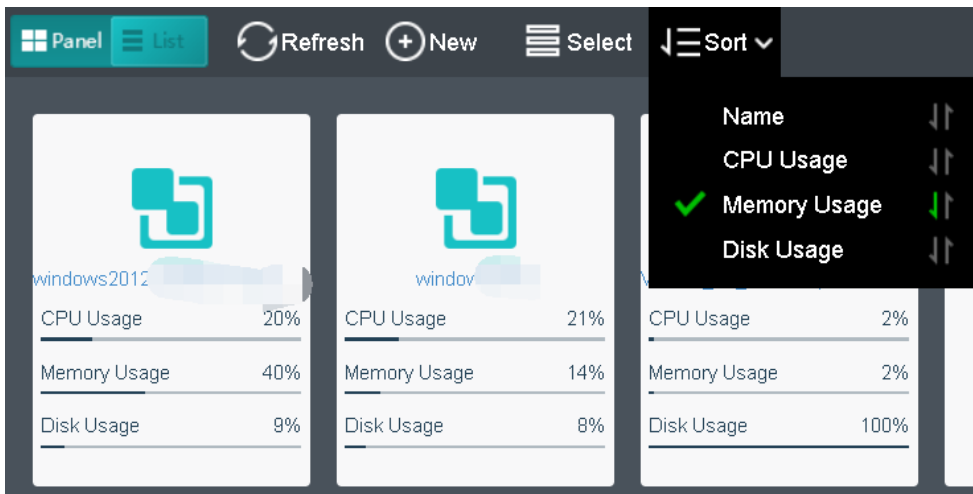 Panel List Refresh New Select Sort
Name
CPU Usage
Memory Usage
Disk Usage
windows2012
CPU Usage 20%
Memory Usage 40%
Disk Usage 9%
CPU Usage 21%
Memory Usage 14%
Disk Usage 8%
CPU Usage 2%
Memory Usage 2%
Disk Usage 100%